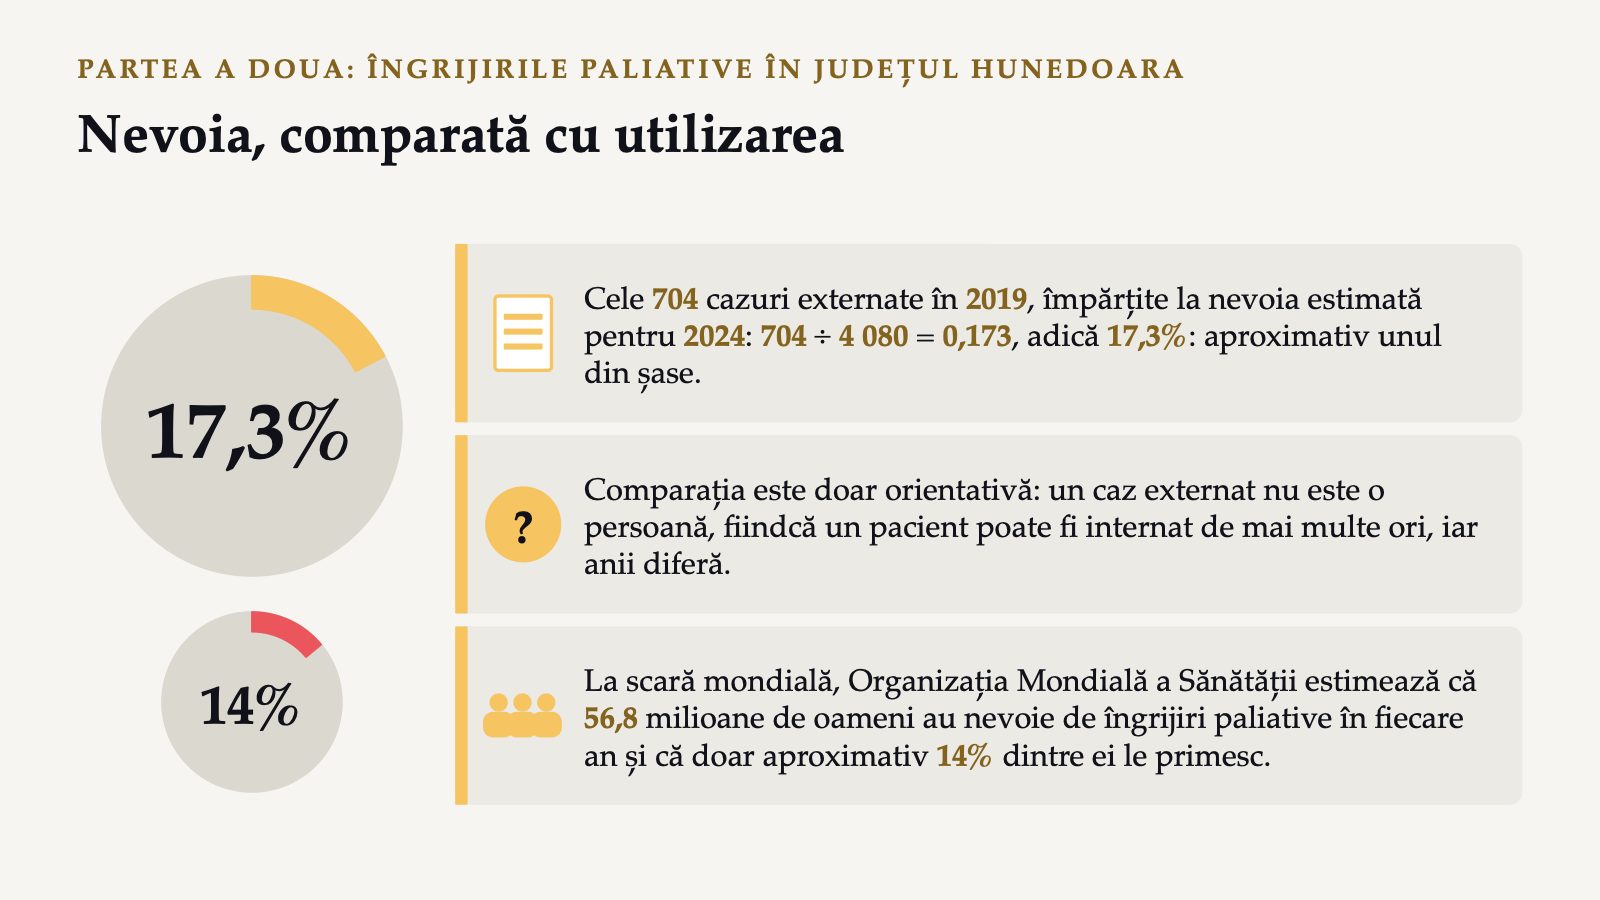 PARTEA A DOUA: ÎNGRIJIRILE PALIATIVE ÎN JUDEȚUL HUNEDOARA
Nevoia, comparată cu utilizarea
17,3%
14%
Cele 704 cazuri externate în 2019, împărțite la nevoia estimată
pentru 2024: 704 ÷ 4 080 = 0,173, adică 17,3%: aproximativ unul
din șase.
?
Comparația este doar orientativă: un caz externat nu este o
persoană, fiindcă un pacient poate fi internat de mai multe ori, iar
anii diferă.
La scară mondială, Organizația Mondială a Sănătății estimează că
56,8 milioane de oameni au nevoie de îngrijiri paliative în fiecare
an și că doar aproximativ 14% dintre ei le primesc.